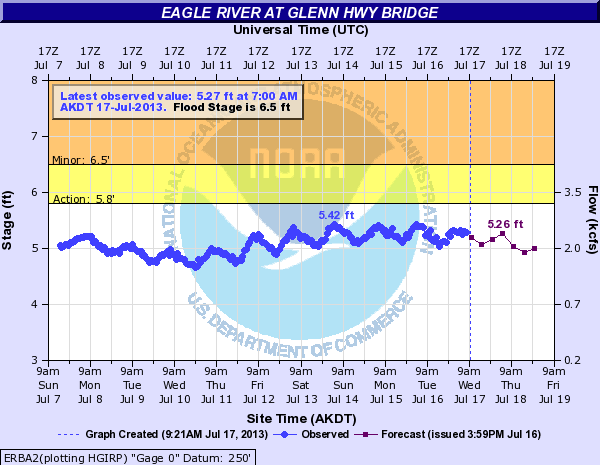 EAGLE RIVER AT GLENN HWY BRIDGE
Universal Time (UTC)
17Z 17Z 17Z 17Z 17Z 17Z 17Z 17Z 17Z 17Z 17Z 17Z 17Z
Jul 7 Jul 8 Jul 9 Jul 10 Jul 11 Jul 12 Jul 13 Jul 14 Jul 15 Jul 16 Jul 17 Jul 18 Jul 19
Latest observed value: 5.27 ft at 7:00 AM
AKDT 17-Jul-2013. Flood Stage is 6.5 ft
NATIONAL OCEANIC AND ATMOSPHERIC ADMINISTRATION
NOAA
U.S. DEPARTMENT OF COMMERCE
Stage (ft)
8
7
6
5
4
3
Minor: 6.5'
Action: 5.8'
5.42 ft
5.26 ft
Flow (kcfs)
3.5
2.0
0.7
0.2
9am 9am 9am 9am 9am 9am 9am 9am 9am 9am 9am 9am 9am
Sun Mon Tue Wed Thu Fri Sat Sun Mon Tue Wed Thu Fri
Jul 7 Jul 8 Jul 9 Jul 10 Jul 11 Jul 12 Jul 13 Jul 14 Jul 15 Jul 16 Jul 17 Jul 18 Jul 19
Site Time (AKDT)
Graph Created (9:21AM Jul 17, 2013) Observed Forecast (issued 3:59PM Jul 16)
ERBA2(plotting HGIRP) "Gage 0" Datum: 250'